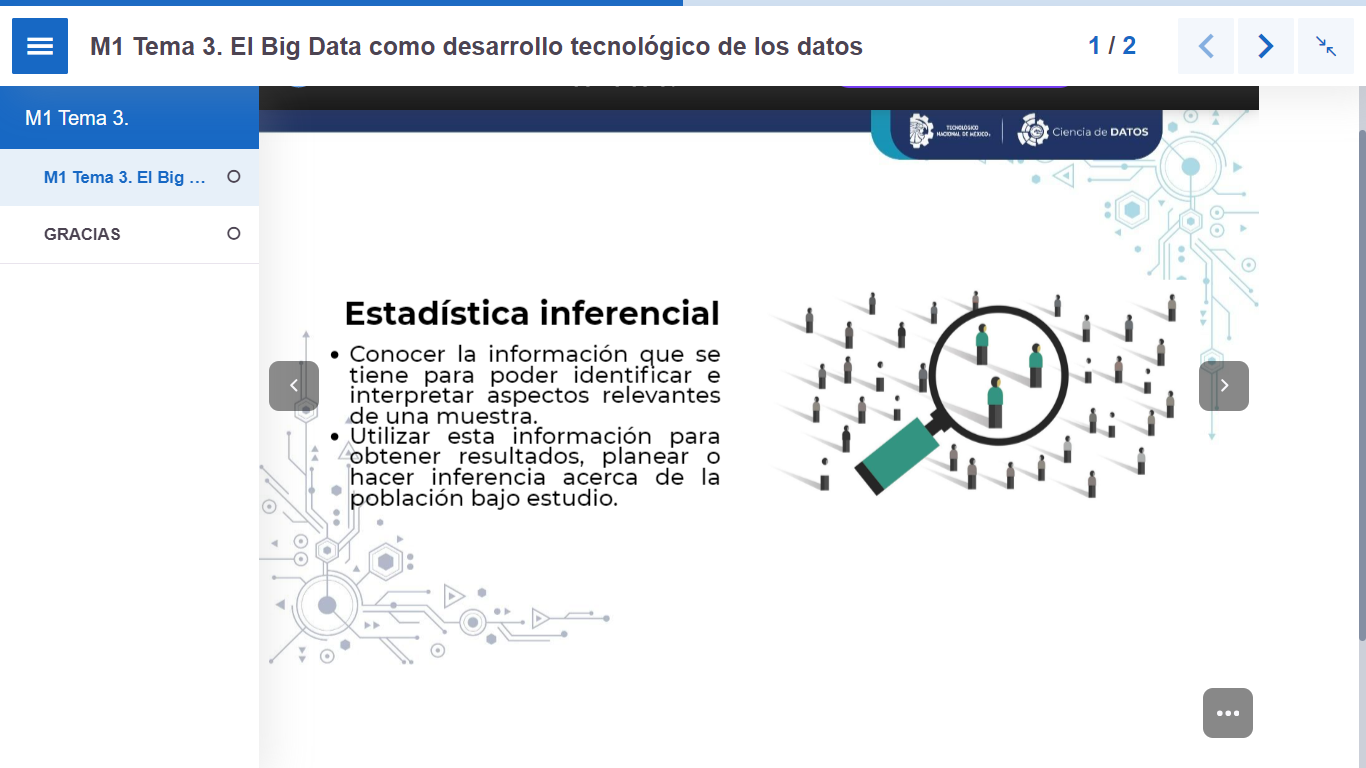 M1 Tema 3. El Big Data como desarrollo tecnológico de los datos
1 / 2
M1 Tema 3.
M1 Tema 3. El Big ...
GRACIAS
TECNOLÓGICO
NACIONAL DE MÉXICO
Ciencia de DATOS
Estadística inferencial
• Conocer la información que se
tiene para poder identificar e
interpretar aspectos relevantes
de una muestra.
• Utilizar esta información para
obtener resultados, planear o
hacer inferencia acerca de la
población bajo estudio.